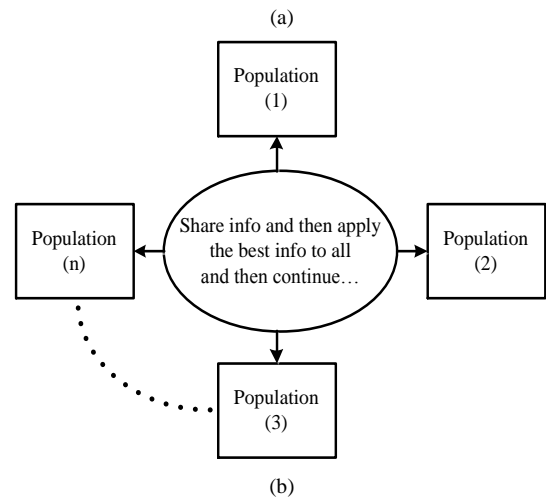 (a)
Population
(1)
Population
(n)
Share info and then apply
the best info to all
and then continue…
Population
(2)
Population
(3)
(b)